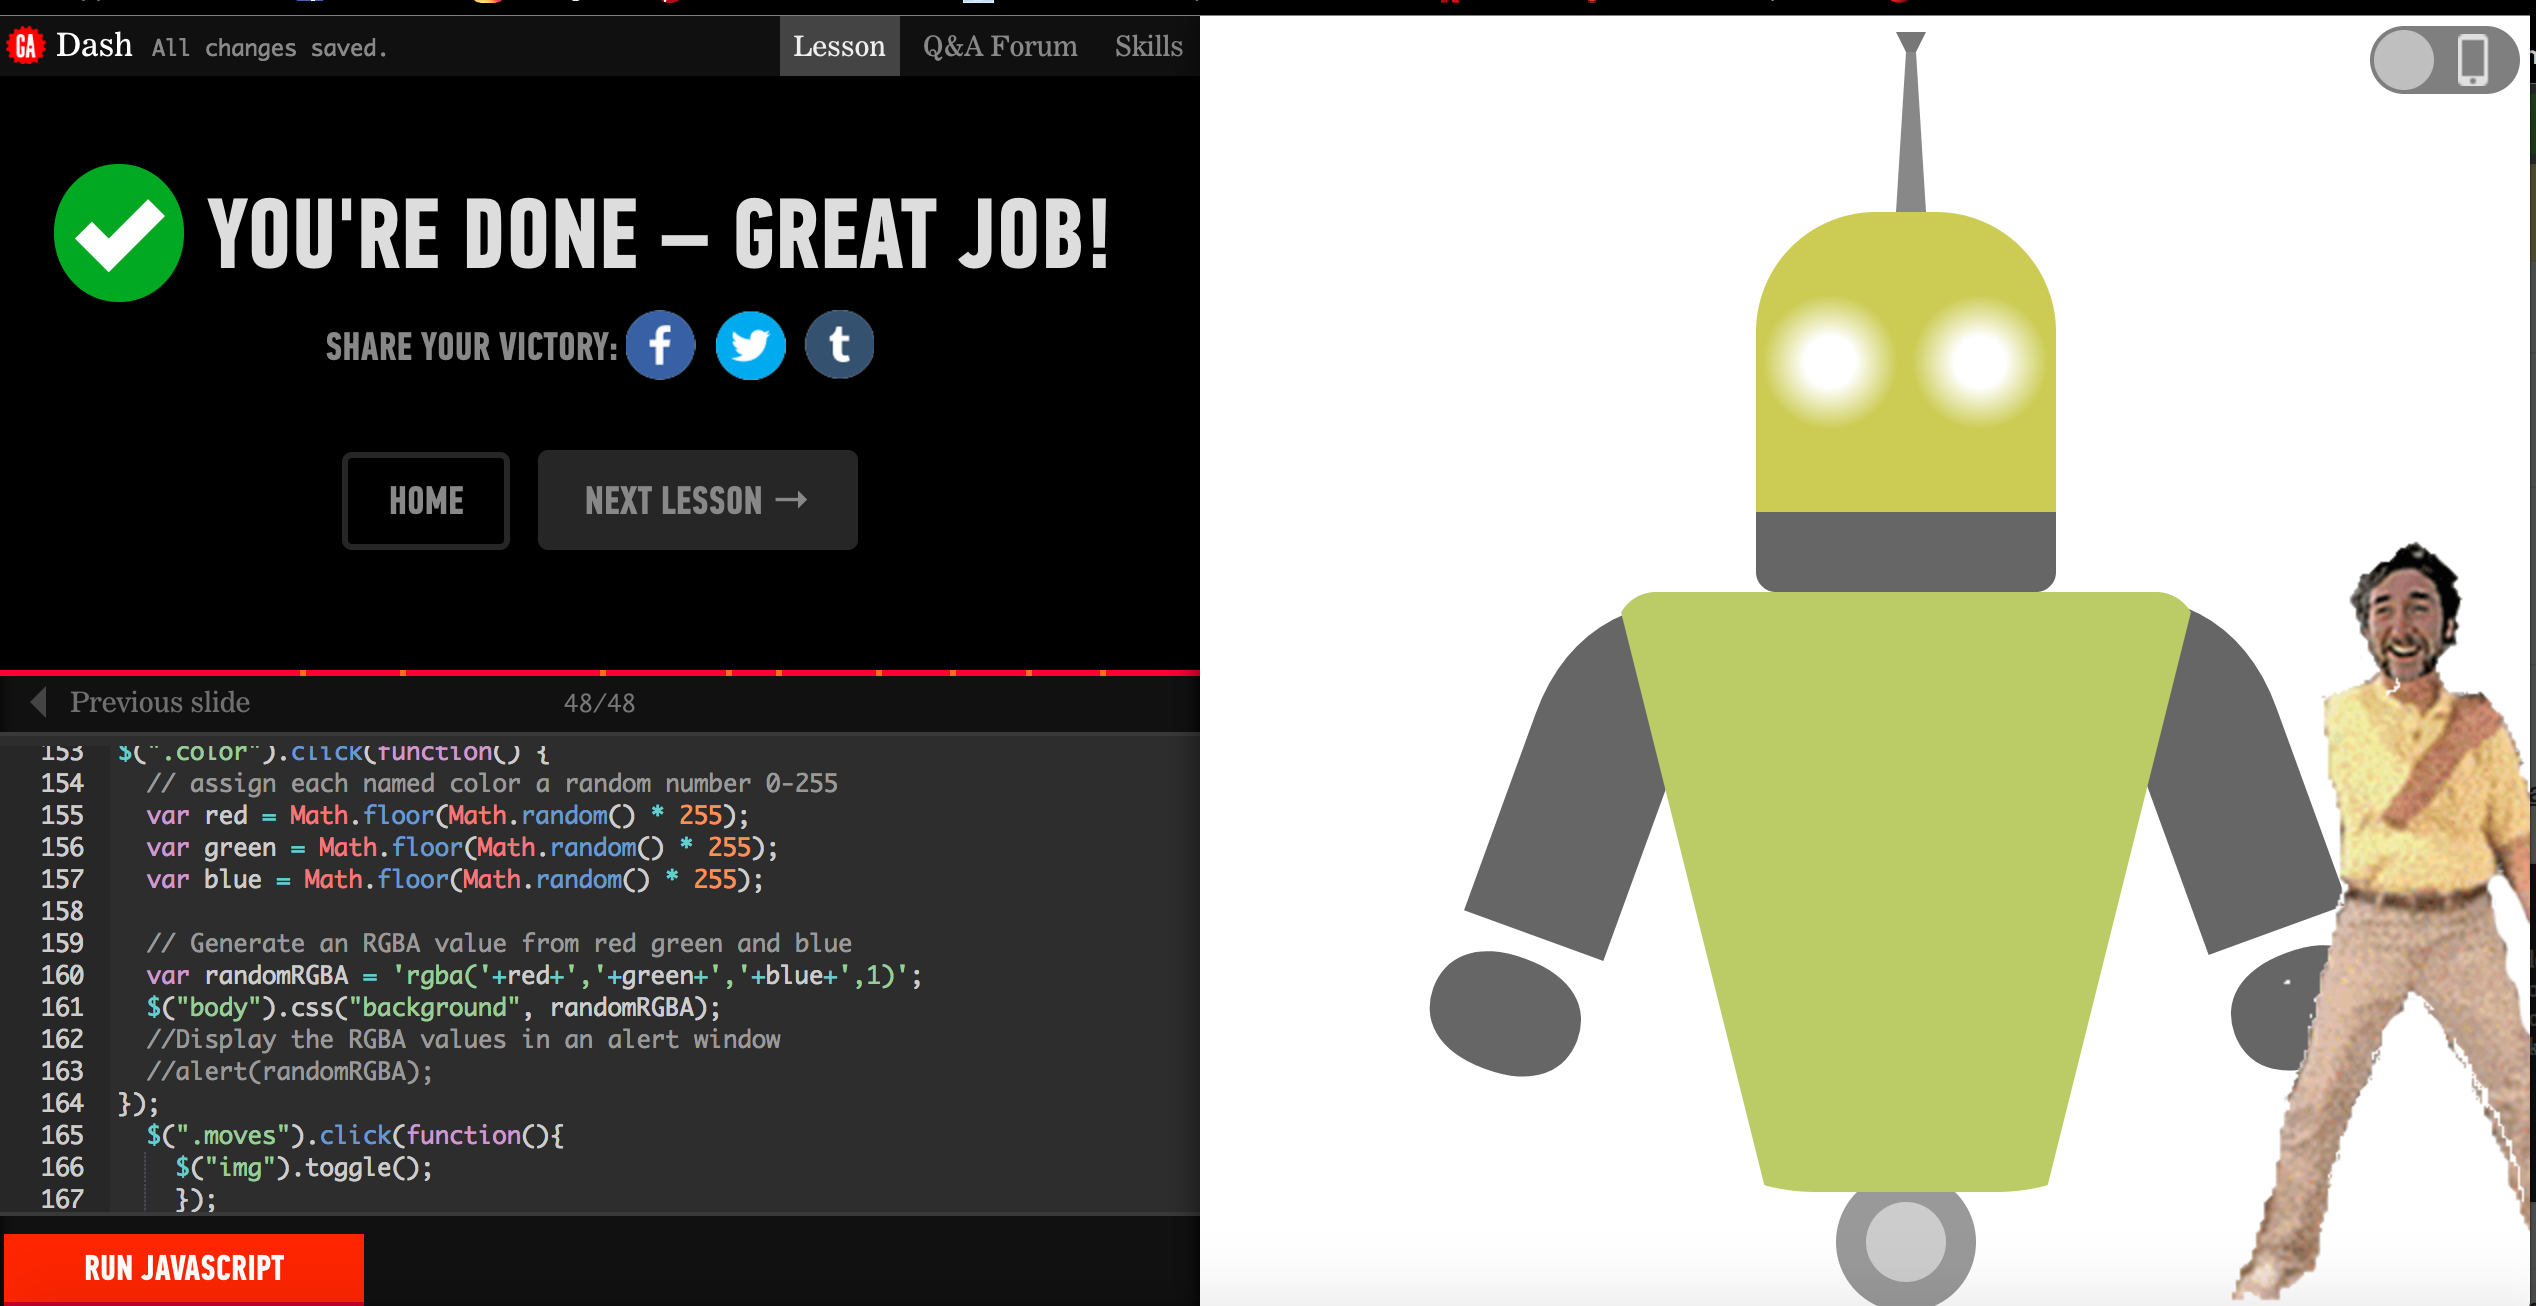 GA Dash All changes saved. Lesson Q&A Forum Skills
YOU'RE DONE – GREAT JOB!
SHARE YOUR VICTORY: f t
HOME NEXT LESSON →
Previous slide 48/48
153 $(".color").click(function() {
154 // assign each named color a random number 0-255
155 var red = Math.floor(Math.random() * 255);
156 var green = Math.floor(Math.random() * 255);
157 var blue = Math.floor(Math.random() * 255);
158
159 // Generate an RGBA value from red green and blue
160 var randomRGBA = 'rgba('+red+','+green+','+blue+',1)';
161 $("body").css("background", randomRGBA);
162 //Display the RGBA values in an alert window
163 //alert(randomRGBA);
164 });
165 $(".moves").click(function(){
166 $("img").toggle();
167 });
RUN JAVASCRIPT